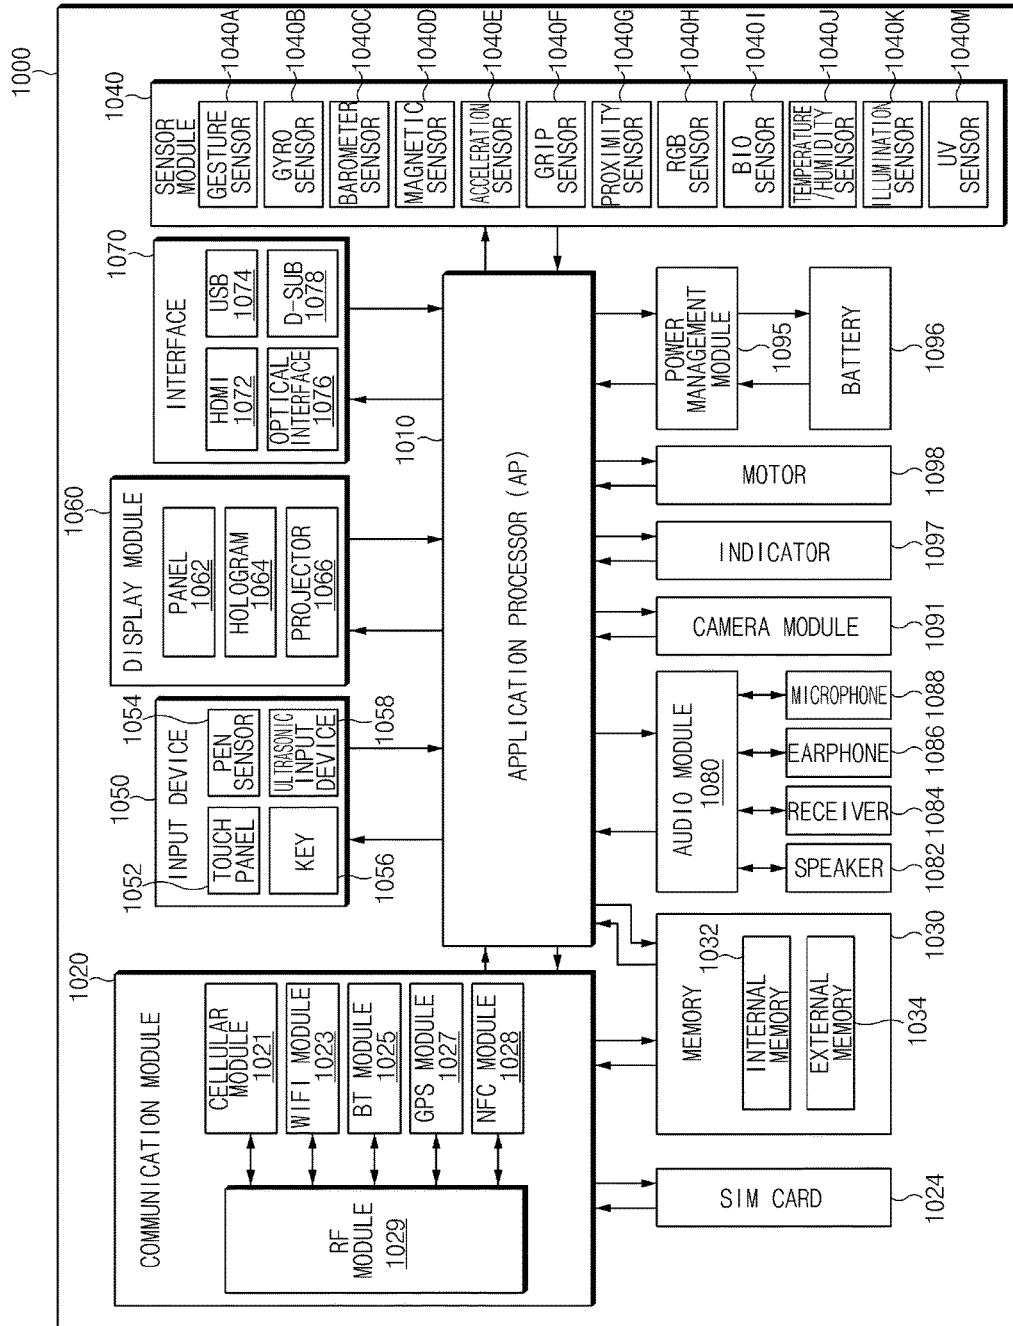 1000
1020
COMMUNICATION MODULE
RF
MODULE
1029
CELLULAR
MODULE
1021
WIFI MODULE
1023
BT MODULE
1025
GPS MODULE
1027
NFC MODULE
1028
SIM CARD
1024
MEMORY
1030
INTERNAL
MEMORY
1032
EXTERNAL
MEMORY
1034
1050
INPUT DEVICE
1052
TOUCH
PANEL
1054
PEN
SENSOR
KEY
1056
ULTRASONIC
INPUT
DEVICE
1058
1060
DISPLAY MODULE
PANEL
1062
HOLOGRAM
1064
PROJECTOR
1066
1070
INTERFACE
HDMI
1072
USB
1074
OPTICAL
INTERFACE
1076
D-SUB
1078
1010
APPLICATION PROCESSOR (AP)
AUDIO MODULE
1080
SPEAKER
1082
RECEIVER
1084
EARPHONE
1086
MICROPHONE
1088
CAMERA MODULE
1091
INDICATOR
1097
MOTOR
1098
POWER
MANAGEMENT
MODULE
1095
BATTERY
1096
1040
SENSOR
MODULE
GESTURE
SENSOR
1040A
GYRO
SENSOR
1040B
BAROMETER
SENSOR
1040C
MAGNETIC
SENSOR
1040D
ACCELERATION
SENSOR
1040E
GRIP
SENSOR
1040F
PROXIMITY
SENSOR
1040G
RGB
SENSOR
1040H
BIO
SENSOR
1040I
TEMPERATURE
/HUMIDITY
SENSOR
1040J
ILLUMINATION
SENSOR
1040K
UV
SENSOR
1040M